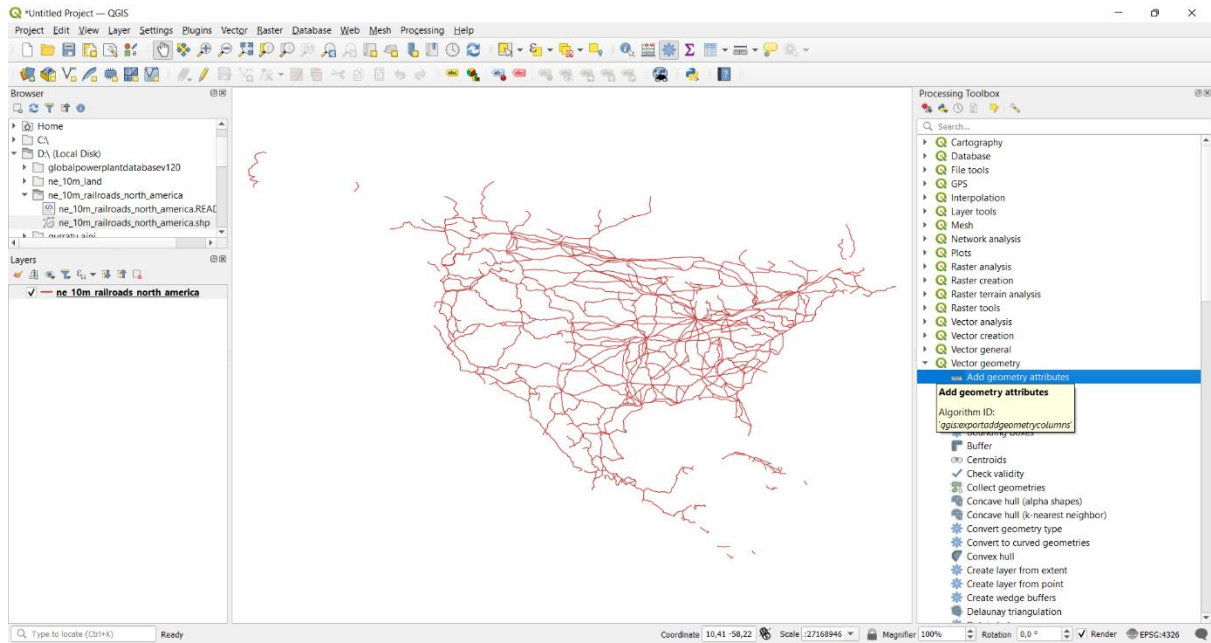 *Untitled Project — QGIS
Project Edit View Layer Settings Plugins Vector Raster Database Web Mesh Processing Help
Browser
Home
C:\
D:\ (Local Disk)
globalpowerplantdatabasev120
ne_10m_land
ne_10m_railroads_north_america
ne_10m_railroads_north_america.READ
ne_10m_railroads_north_america.shp
qurratu aini
Layers
ne_10m_railroads_north_america
Processing Toolbox
Search...
Cartography
Database
File tools
GPS
Interpolation
Layer tools
Mesh
Network analysis
Plots
Raster analysis
Raster creation
Raster terrain analysis
Raster tools
Vector analysis
Vector creation
Vector general
Vector geometry
Add geometry attributes
Add geometry attributes
Algorithm ID:
'qgis:exportaddgeometrycolumns'
Bounding boxes
Buffer
Centroids
Check validity
Collect geometries
Concave hull (alpha shapes)
Concave hull (k-nearest neighbor)
Convert geometry type
Convert to curved geometries
Convex hull
Create layer from extent
Create layer from point
Create wedge buffers
Delaunay triangulation
Type to locate (Ctrl+K) Ready Coordinate 10,41 -58,22 Scale :27168946 Magnifier 100% Rotation 0,0 ° Render EPSG:4326